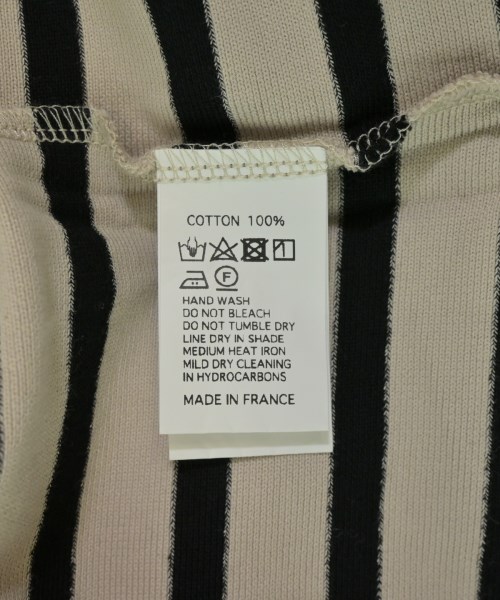 COTTON 100%
F
HAND WASH
DO NOT BLEACH
DO NOT TUMBLE DRY
LINE DRY IN SHADE
MEDIUM HEAT IRON
MILD DRY CLEANING
IN HYDROCARBONS
MADE IN FRANCE